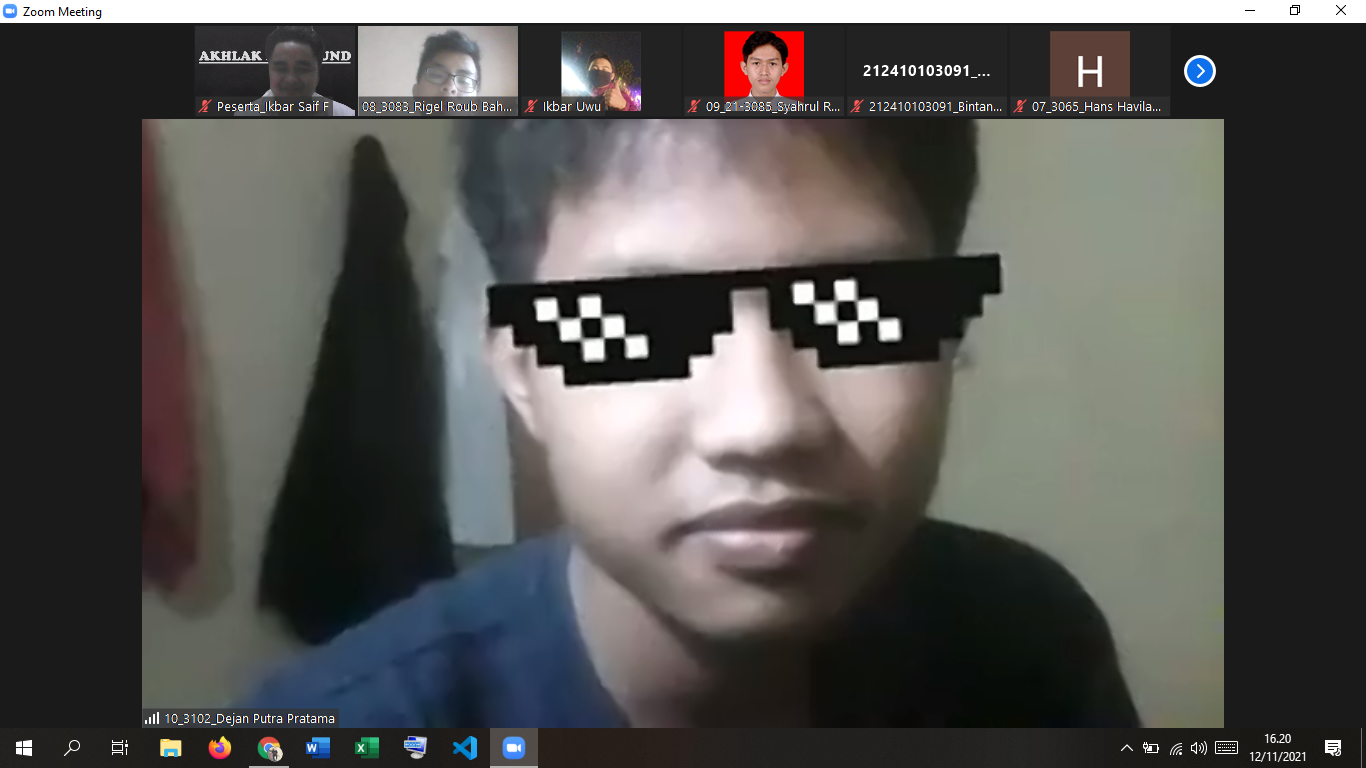 Zoom Meeting
AKHLAK JND
212410103091_...
H
Peserta_Ikbar Saif F
08_3083_Rigel Roub Bah...
Ikbar Uwu
09_21-3085_Syahrul R...
212410103091_Bintan...
07_3065_Hans Havila...
10_3102_Dejan Putra Pratama
16.20
12/11/2021